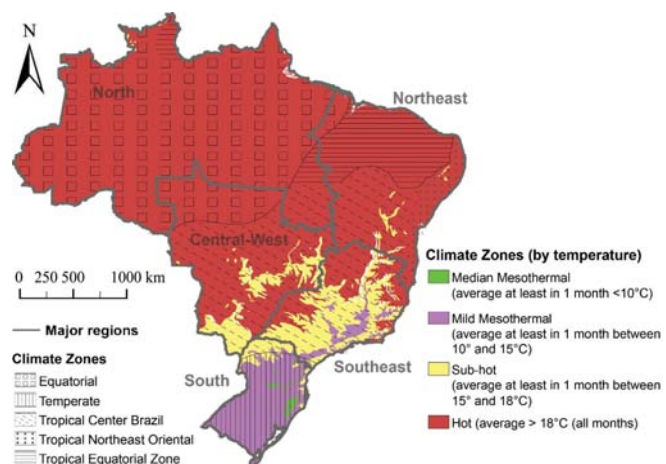 N
North
Northeast
Central-West
Southeast
South
0 250 500 1000 km
Major regions
Climate Zones
Equatorial
Temperate
Tropical Center Brazil
Tropical Northeast Oriental
Tropical Equatorial Zone
Climate Zones (by temperature)
Median Mesothermal
(average at least in 1 month <10°C)
Mild Mesothermal
(average at least in 1 month between
10° and 15°C)
Sub-hot
(average at least in 1 month between
15° and 18°C)
Hot (average > 18°C (all months)